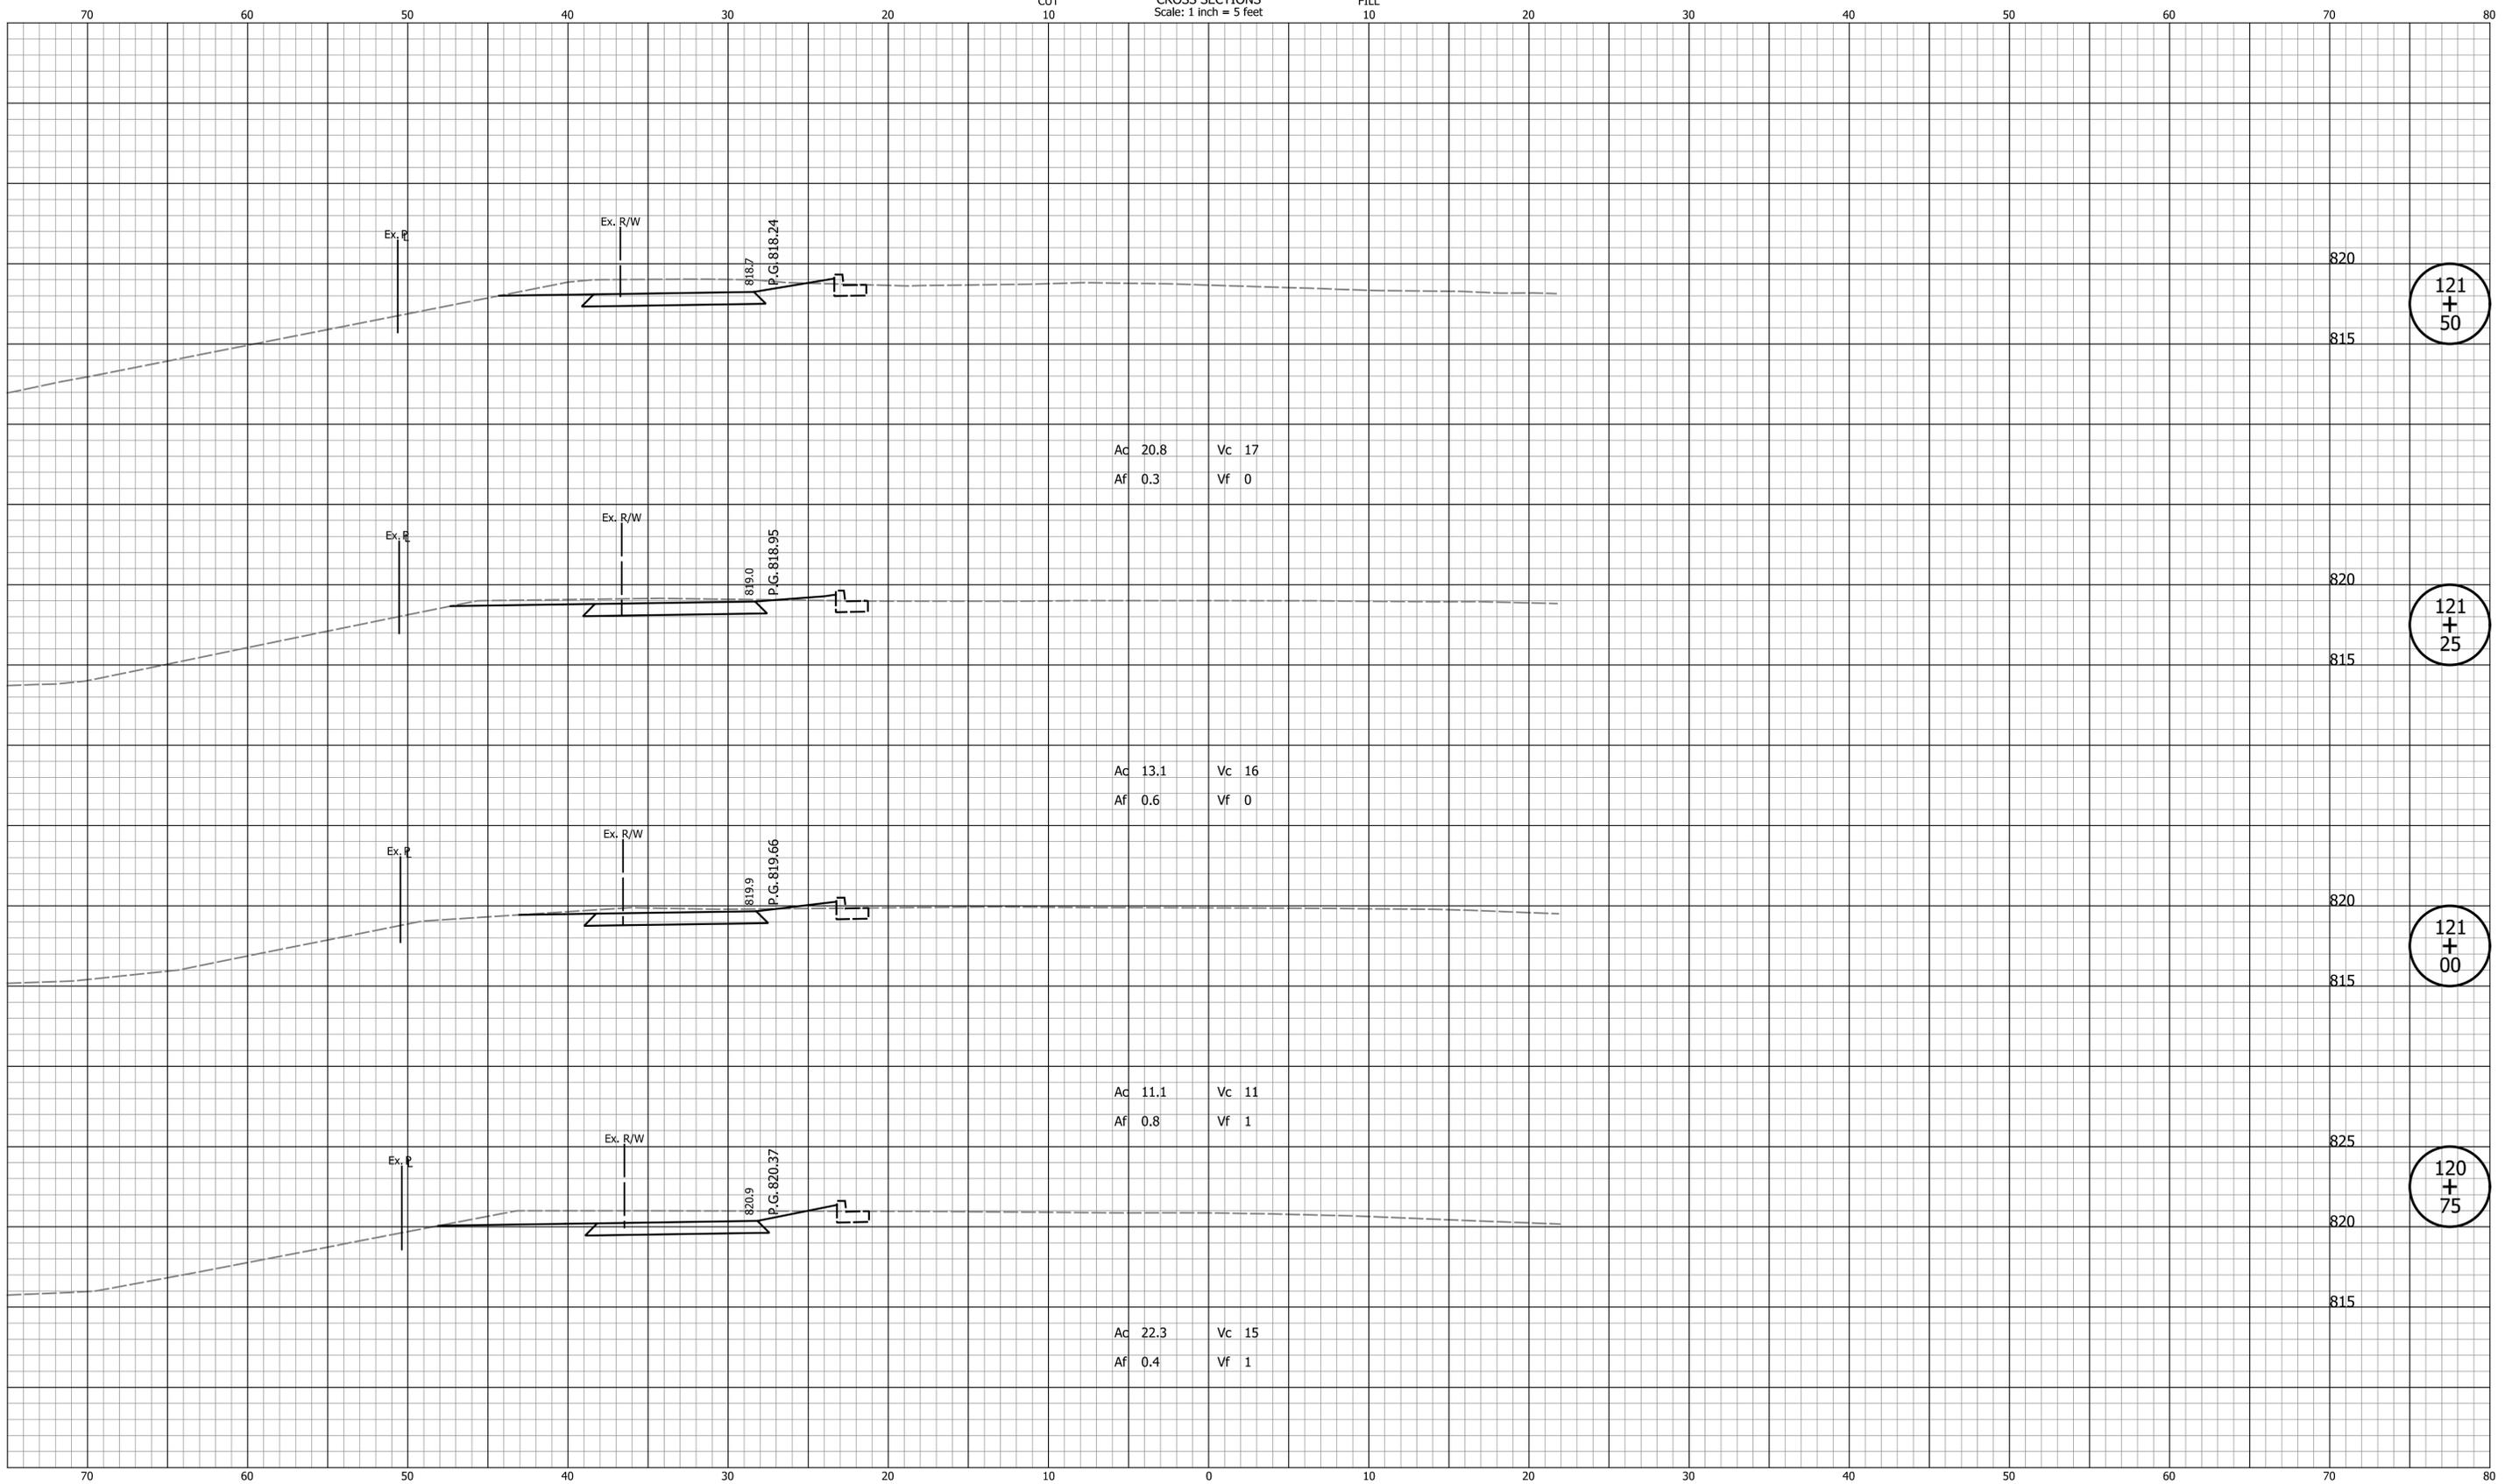 CUT CROSS SECTIONS FILL
Scale: 1 inch = 5 feet
70 60 50 40 30 20 10 10 20 30 40 50 60 70 80
Ex. R/W
818.7
P.G. 818.24
Ex. PL
820
121
+
50
815
Ac 20.8 Vc 17
Af 0.3 Vf 0
Ex. R/W
819.0
P.G. 818.95
Ex. PL
820
121
+
25
815
Ac 13.1 Vc 16
Af 0.6 Vf 0
Ex. R/W
819.9
P.G. 819.66
Ex. PL
820
121
+
00
815
Ac 11.1 Vc 11
Af 0.8 Vf 1
Ex. R/W
825
820.9
P.G. 820.37
Ex. PL
120
+
75
820
815
Ac 22.3 Vc 15
Af 0.4 Vf 1
70 60 50 40 30 20 10 0 10 20 30 40 50 60 70 80